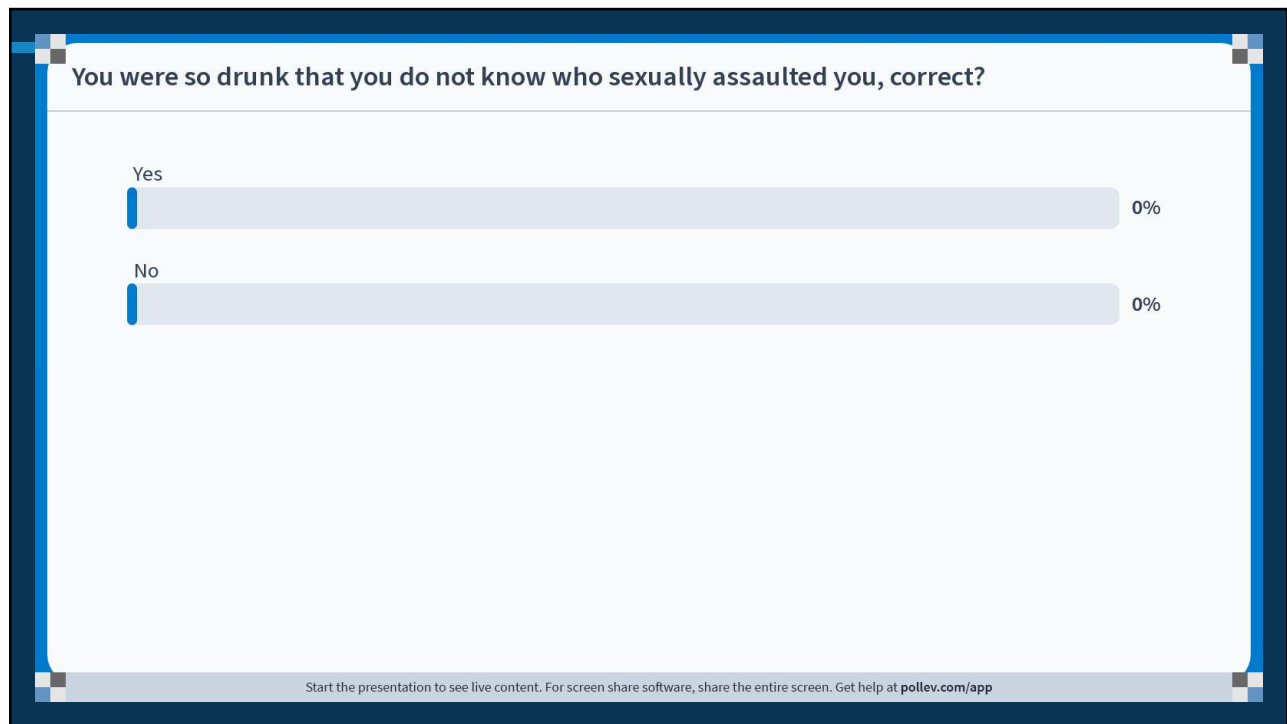 You were so drunk that you do not know who sexually assaulted you, correct?
Yes
0%
No
0%
Start the presentation to see live content. For screen share software, share the entire screen. Get help at pollev.com/app